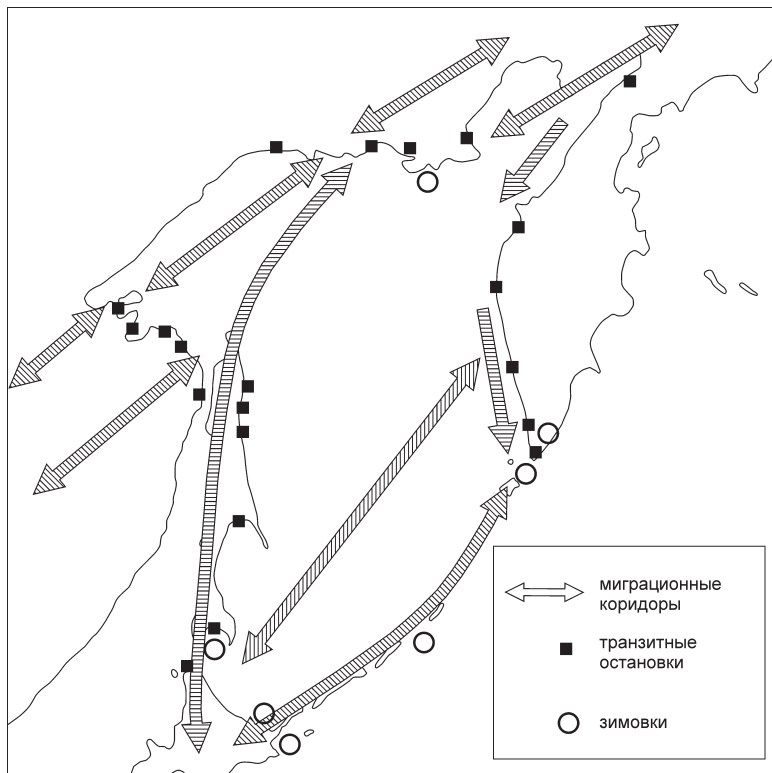 миграционные
коридоры
транзитные
остановки
зимовки